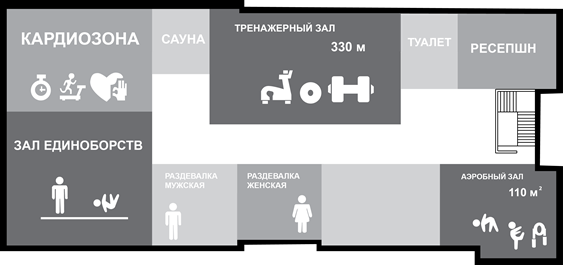 КАРДИОЗОНА
САУНА
ТРЕНАЖЕРНЫЙ ЗАЛ
330 м
ТУАЛЕТ
РЕСЕПШН
ЗАЛ ЕДИНОБОРСТВ
РАЗДЕВАЛКА
МУЖСКАЯ
РАЗДЕВАЛКА
ЖЕНСКАЯ
АЭРОБНЫЙ ЗАЛ
110 м²